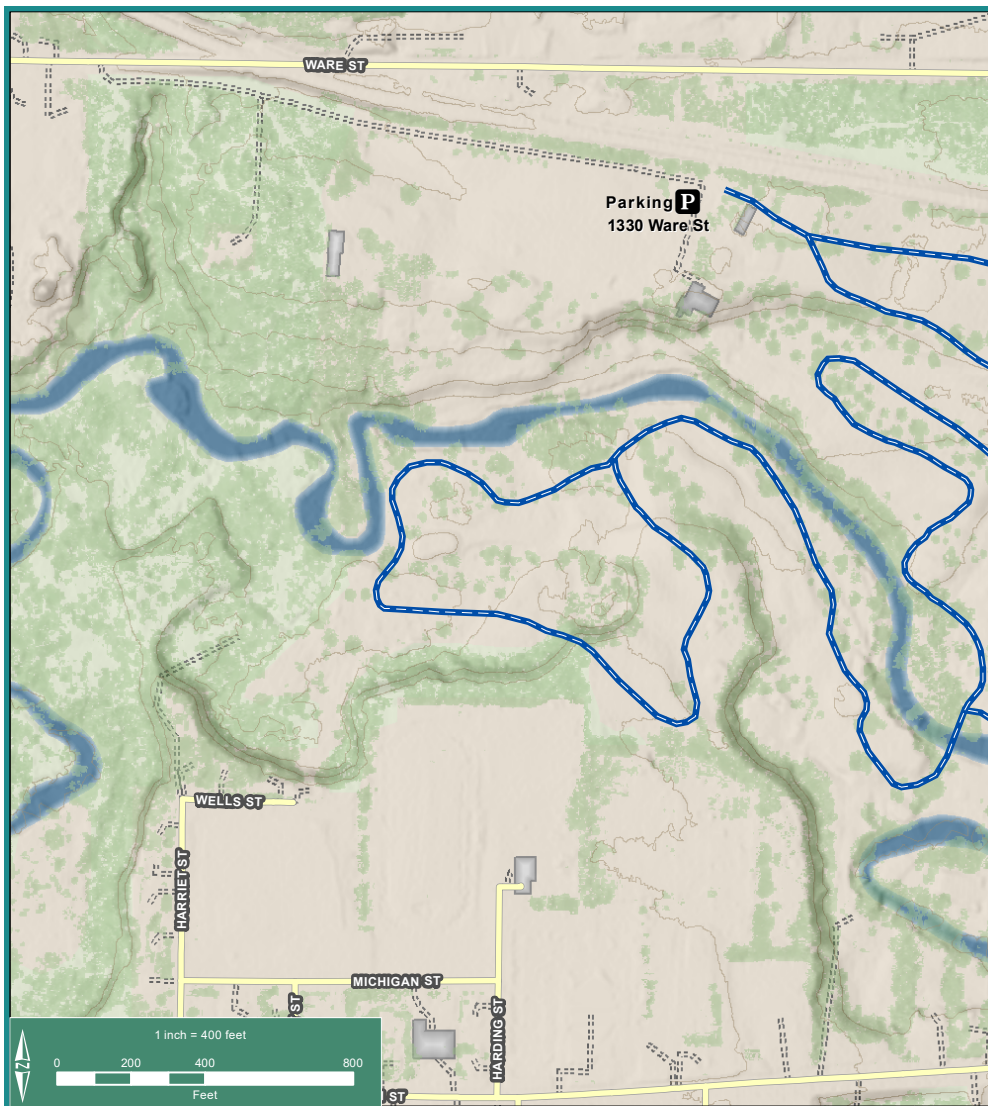 WARE ST
Parking P
1330 Ware St
WELLS ST
HARRIET ST
MICHIGAN ST
ST
HARDING ST
1 inch = 400 feet
N
0 200 400 800
Feet
ST